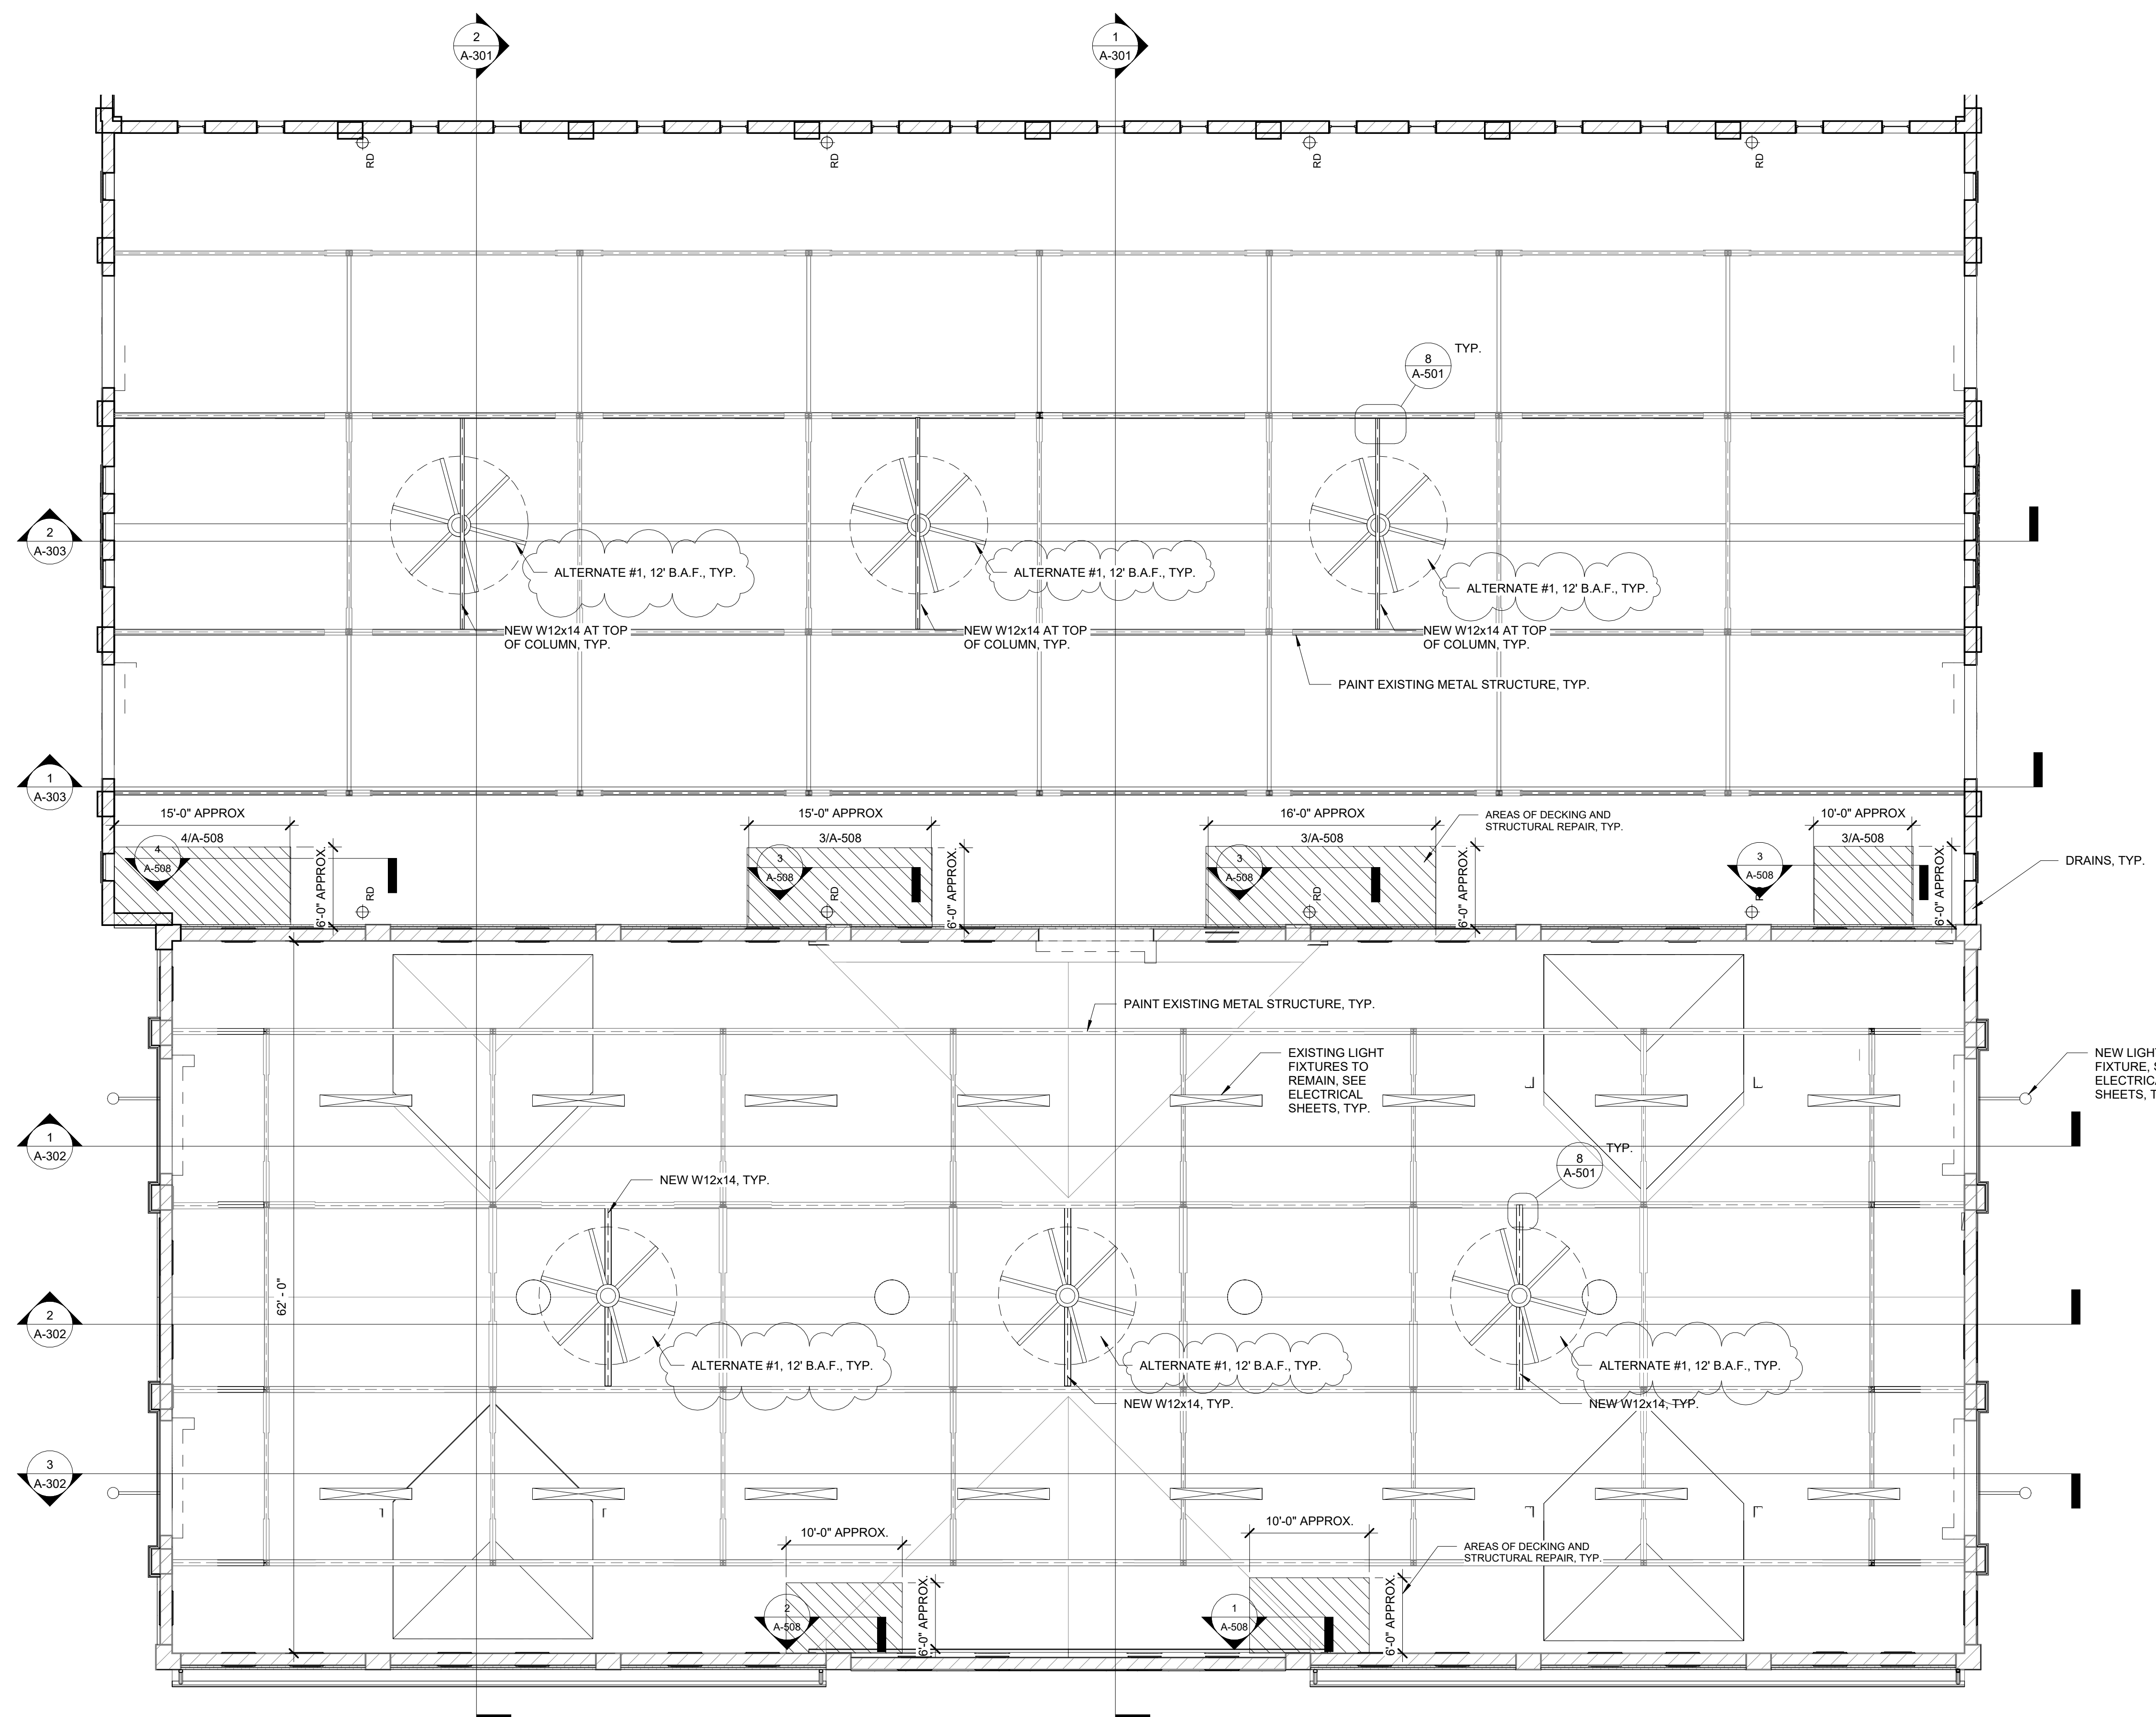 2
A-301
1
A-301
RD
RD
RD
RD
8
A-501
TYP.
2
A-303
ALTERNATE #1, 12' B.A.F., TYP.
ALTERNATE #1, 12' B.A.F., TYP.
ALTERNATE #1, 12' B.A.F., TYP.
NEW W12x14 AT TOP
OF COLUMN, TYP.
NEW W12x14 AT TOP
OF COLUMN, TYP.
NEW W12x14 AT TOP
OF COLUMN, TYP.
PAINT EXISTING METAL STRUCTURE, TYP.
1
A-303
15'-0" APPROX
4/A-508
6'-0" APPROX.
4
A-508
RD
15'-0" APPROX
3/A-508
6'-0" APPROX.
3
A-508
RD
16'-0" APPROX
3/A-508
6'-0" APPROX.
3
A-508
RD
AREAS OF DECKING AND
STRUCTURAL REPAIR, TYP.
10'-0" APPROX
3/A-508
6'-0" APPROX.
3
A-508
DRAINS, TYP.
PAINT EXISTING METAL STRUCTURE, TYP.
EXISTING LIGHT
FIXTURES TO
REMAIN, SEE
ELECTRICAL
SHEETS, TYP.
NEW
FIXTURE,
SHEETS,
1
A-302
8
A-501
TYP.
NEW W12x14, TYP.
62' - 0"
2
A-302
ALTERNATE #1, 12' B.A.F., TYP.
ALTERNATE #1, 12' B.A.F., TYP.
ALTERNATE #1, 12' B.A.F., TYP.
NEW W12x14, TYP.
NEW W12x14, TYP.
3
A-302
10'-0" APPROX.
6'-0" APPROX.
2
A-508
10'-0" APPROX.
6'-0" APPROX.
1
A-508
AREAS OF DECKING AND
STRUCTURAL REPAIR, TYP.